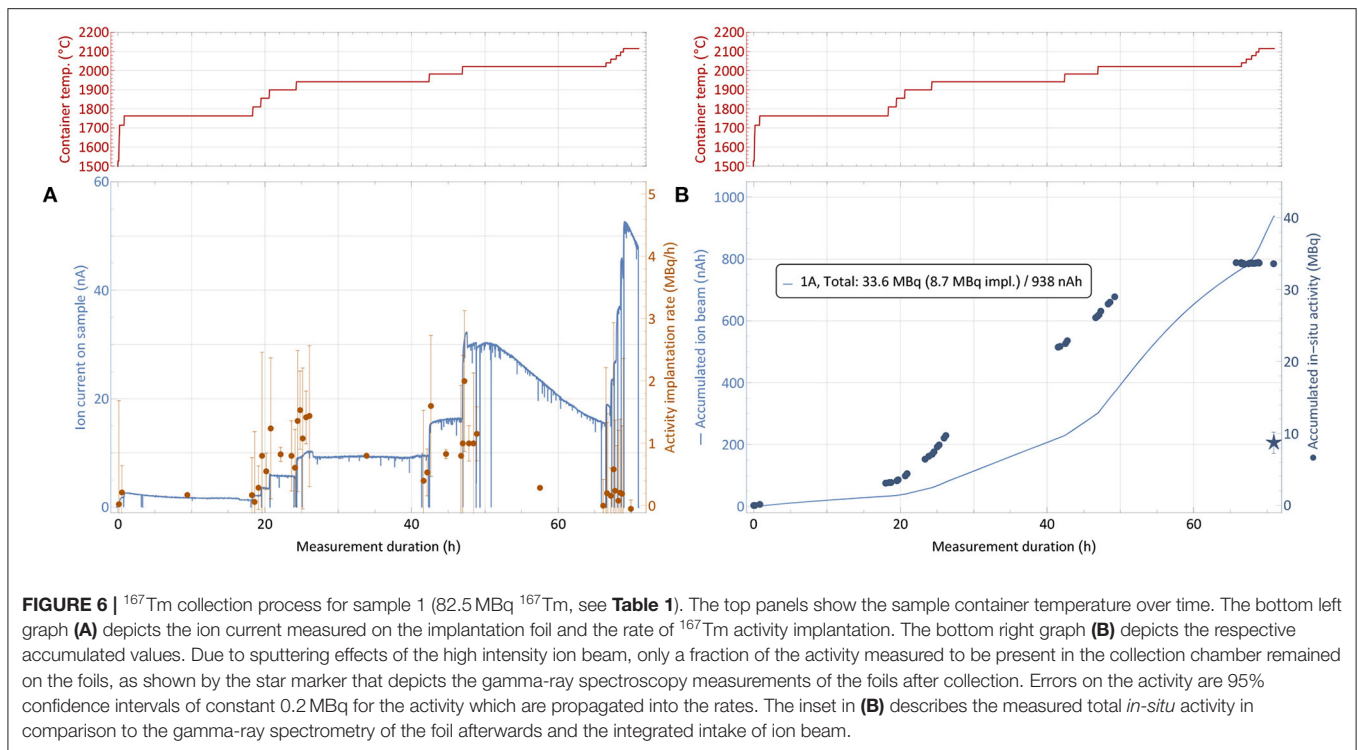 2200
2100
2000
1900
1800
1700
1600
1500
Container temp. (°C)
2200
2100
2000
1900
1800
1700
1600
1500
Container temp. (°C)
A
60
40
20
0
Ion current on sample (nA)
5
4
3
2
1
0
Activity implantation rate (MBq/h)
0 20 40 60
Measurement duration (h)
B
1000
800
600
400
200
0
— Accumulated ion beam (nAh)
1A, Total: 33.6 MBq (8.7 MBq impl.) / 938 nAh
40
30
20
10
0
• Accumulated in−situ activity (MBq)
0 20 40 60
Measurement duration (h)
FIGURE 6 | ¹⁶⁷Tm collection process for sample 1 (82.5 MBq ¹⁶⁷Tm, see Table 1). The top panels show the sample container temperature over time. The bottom left
graph (A) depicts the ion current measured on the implantation foil and the rate of ¹⁶⁷Tm activity implantation. The bottom right graph (B) depicts the respective
accumulated values. Due to sputtering effects of the high intensity ion beam, only a fraction of the activity measured to be present in the collection chamber remained
on the foils, as shown by the star marker that depicts the gamma-ray spectroscopy measurements of the foils after collection. Errors on the activity are 95%
confidence intervals of constant 0.2 MBq for the activity which are propagated into the rates. The inset in (B) describes the measured total in-situ activity in
comparison to the gamma-ray spectrometry of the foil afterwards and the integrated intake of ion beam.